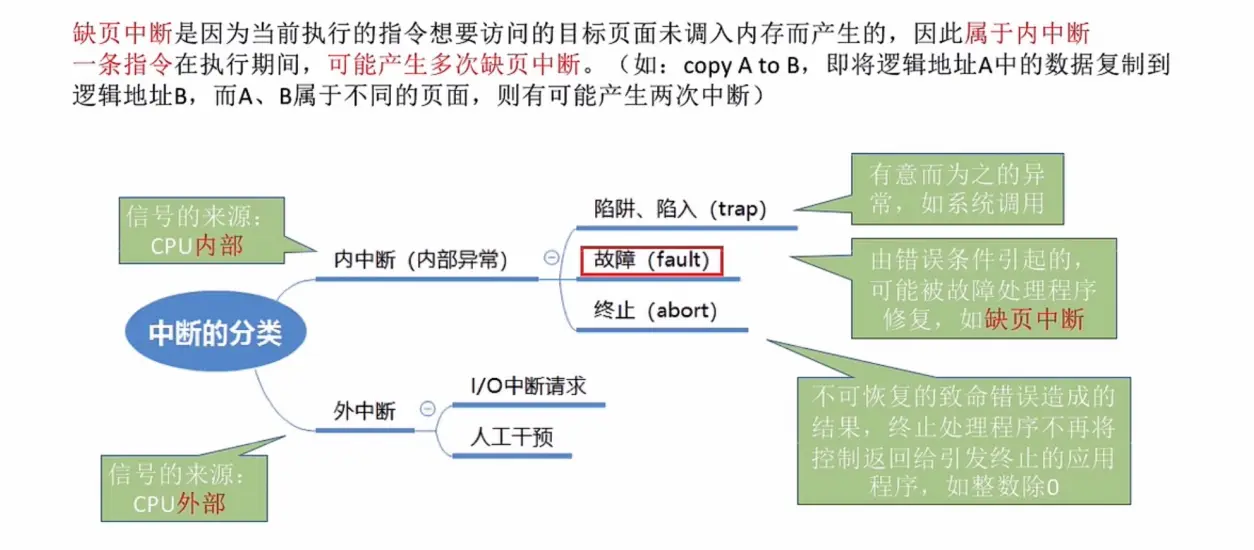 缺页中断是因为当前执行的指令想要访问的目标页面未调入内存而产生的，因此属于内中断
一条指令在执行期间，可能产生多次缺页中断。（如：copy A to B，即将逻辑地址A中的数据复制到
逻辑地址B，而A、B属于不同的页面，则有可能产生两次中断）
信号的来源：
CPU内部
陷阱、陷入（trap）
有意而为之的异
常，如系统调用
内中断（内部异常）
故障（fault）
由错误条件引起的，
可能被故障处理程序
修复，如缺页中断
终止（abort）
中断的分类
I/O中断请求
外中断
人工干预
不可恢复的致命错误造成的
结果，终止处理程序不再将
控制返回给引发终止的应用
程序，如整数除0
信号的来源：
CPU外部